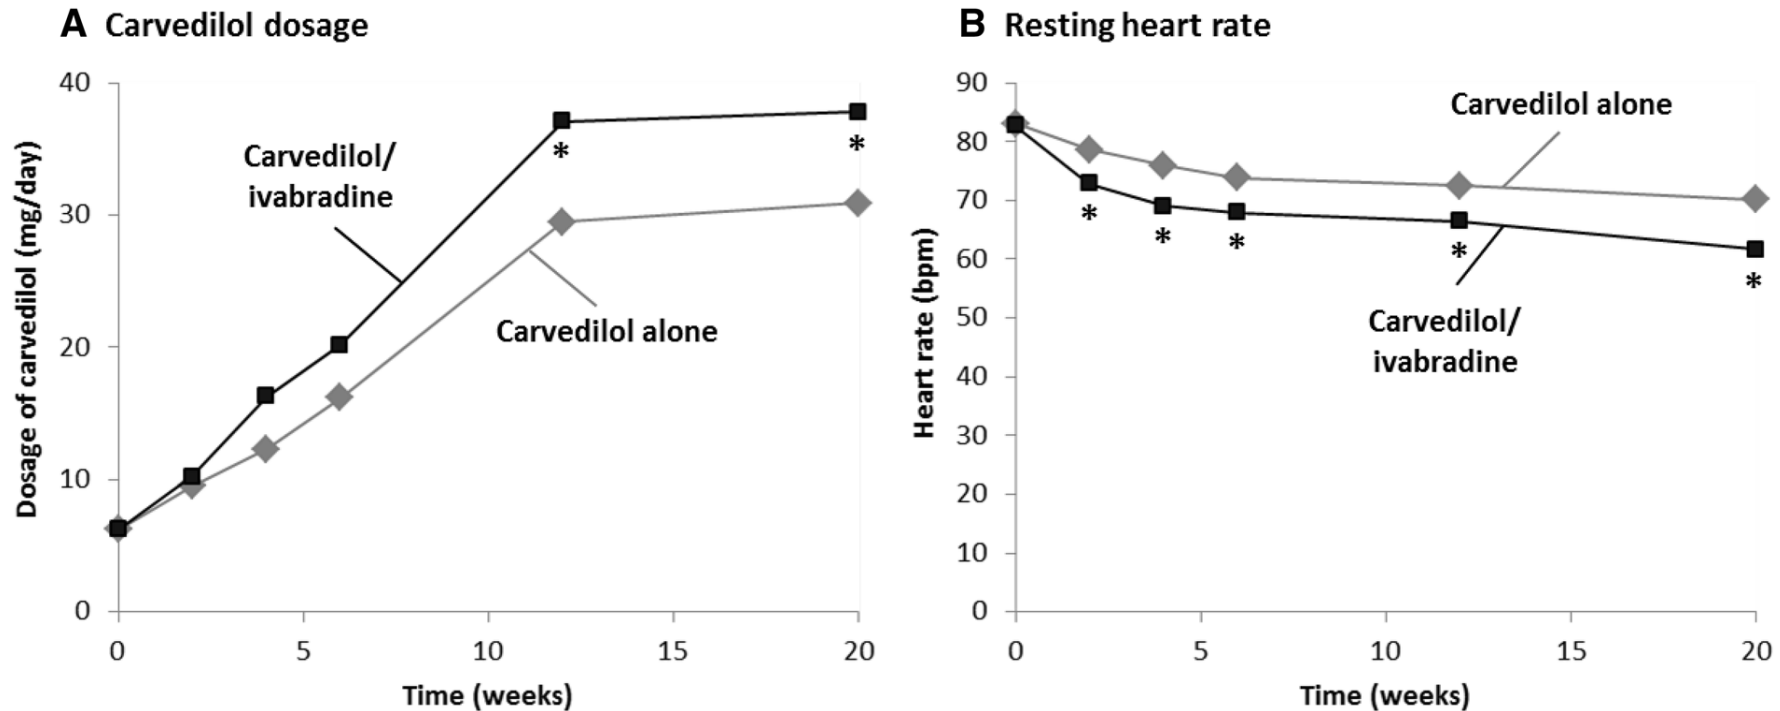 A Carvedilol dosage
40
30
20
10
0
Dosage of carvedilol (mg/day)
Carvedilol/
ivabradine
*
*
Carvedilol alone
0 5 10 15 20
Time (weeks)
B Resting heart rate
90
80
70
60
50
40
30
20
10
0
Heart rate (bpm)
Carvedilol alone
*
*
*
*
*
Carvedilol/
ivabradine
0 5 10 15 20
Time (weeks)